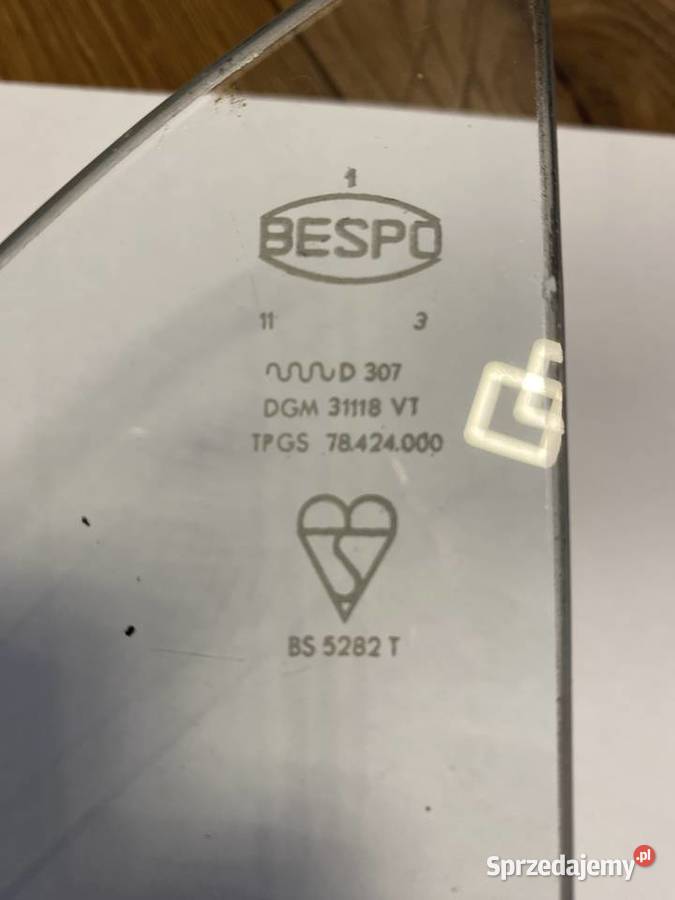 1
BESPO
11 3
D 307
DGM 31118 VT
TPGS 78.424.000
BS 5282 T
Sprzedajemy.pl